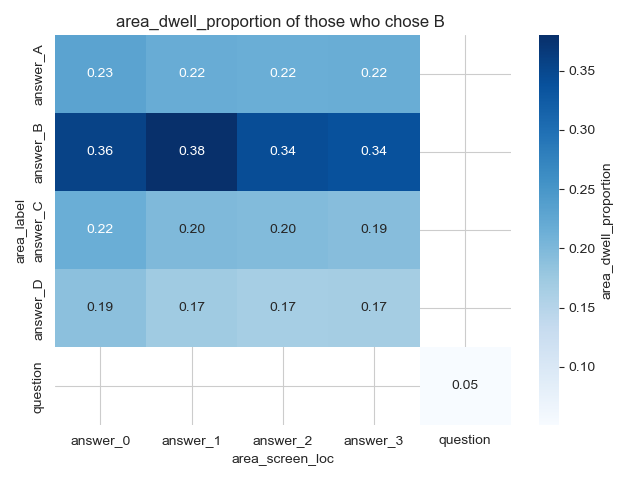 area_dwell_proportion of those who chose B
answer_A
0.23 0.22 0.22 0.22
answer_B
0.36 0.38 0.34 0.34
answer_C
0.22 0.20 0.20 0.19
answer_D
0.19 0.17 0.17 0.17
question
0.05
area_label
answer_0 answer_1 answer_2 answer_3 question
area_screen_loc
0.35
0.30
0.25
0.20
0.15
0.10
area_dwell_proportion